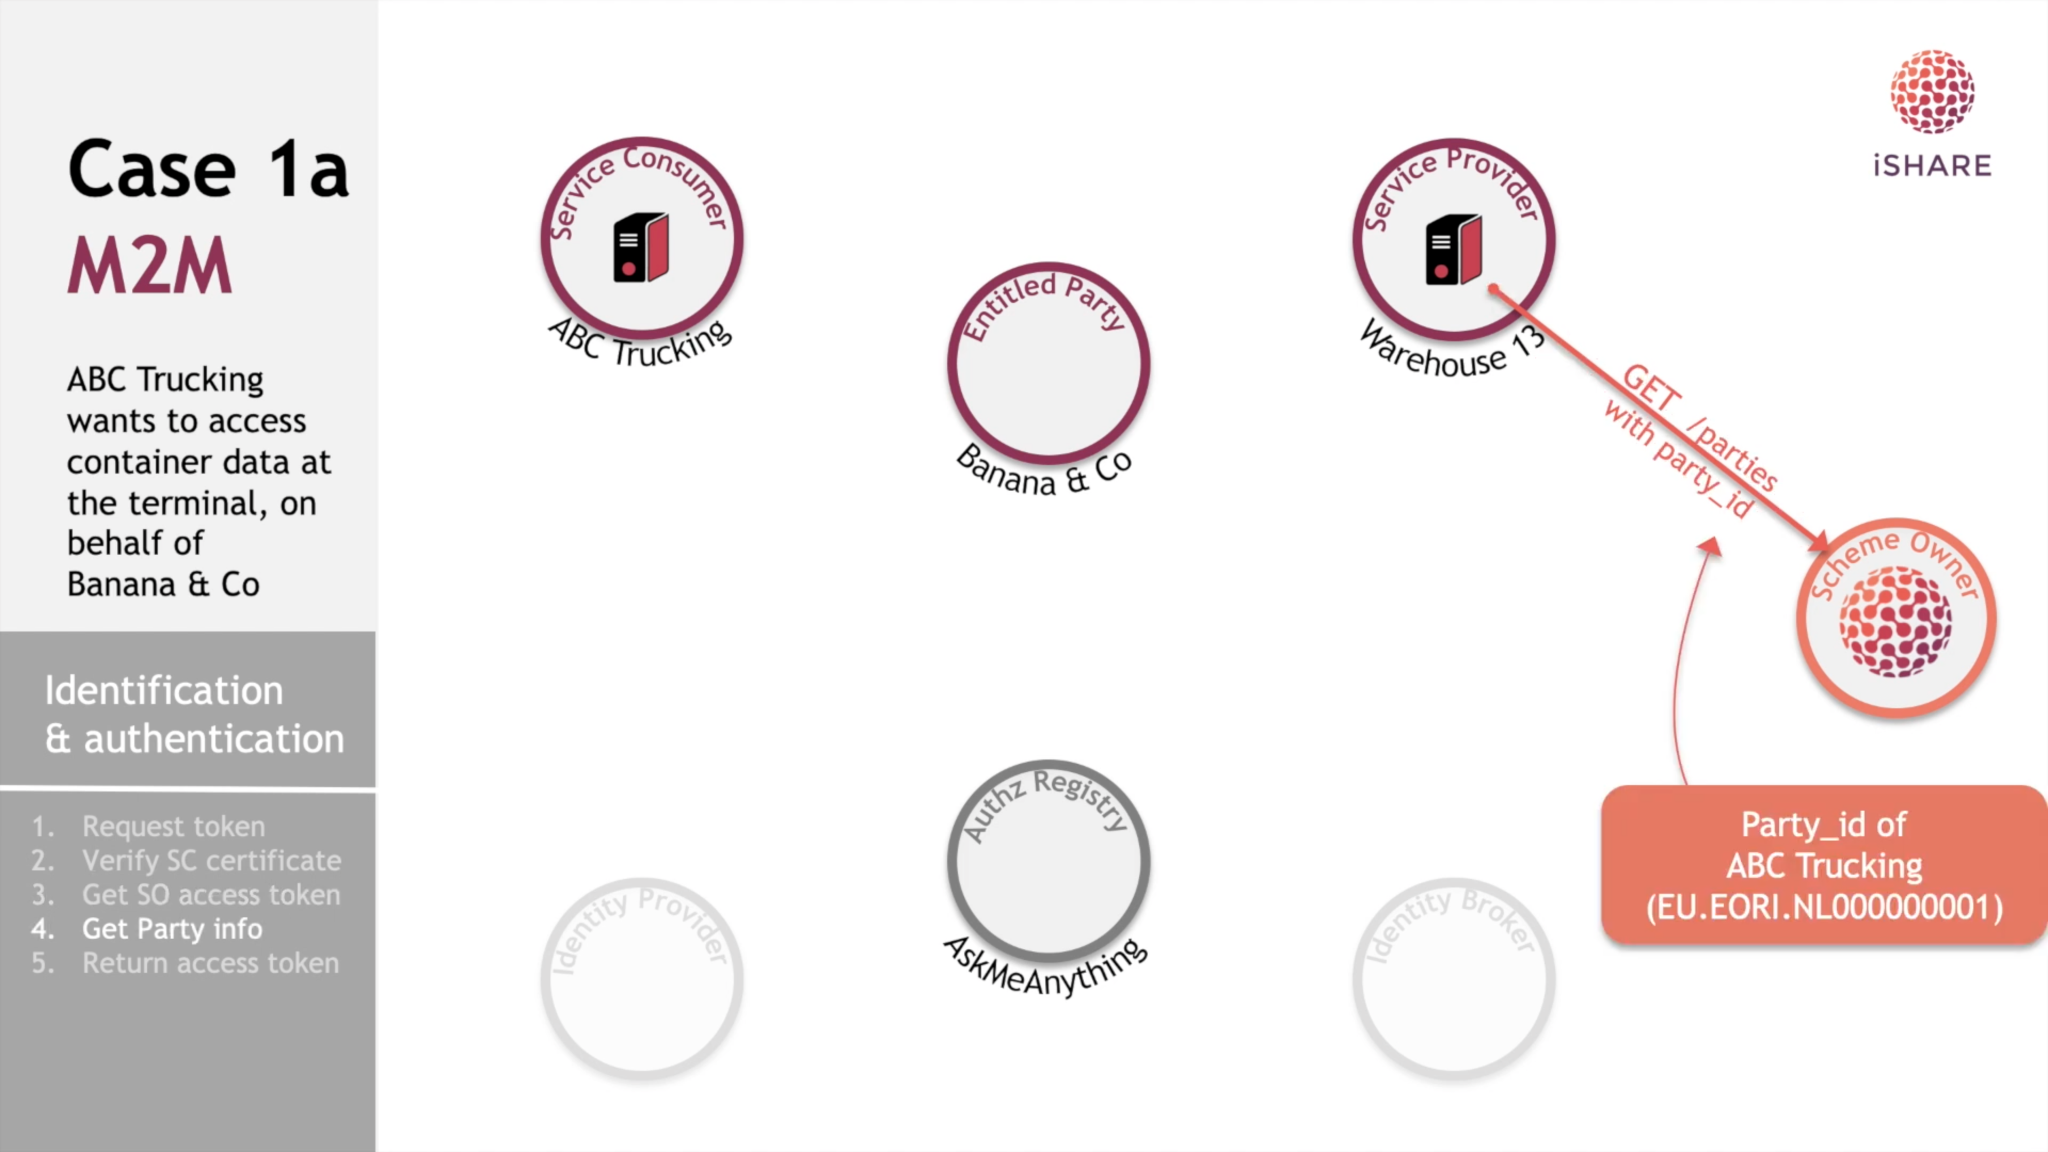 Case 1a
M2M
ABC Trucking
wants to access
container data at
the terminal, on
behalf of
Banana & Co
Identification
& authentication
1. Request token
2. Verify SC certificate
3. Get SO access token
4. Get Party info
5. Return access token
Service Consumer
ABC Trucking
Entitled Party
Banana & Co
Service Provider
Warehouse 13
iSHARE
GET /parties
with party_id
Scheme Owner
Party_id of
ABC Trucking
(EU.EORI.NL000000001)
Authz Registry
AskMeAnything
Identity Provider
Identity Broker